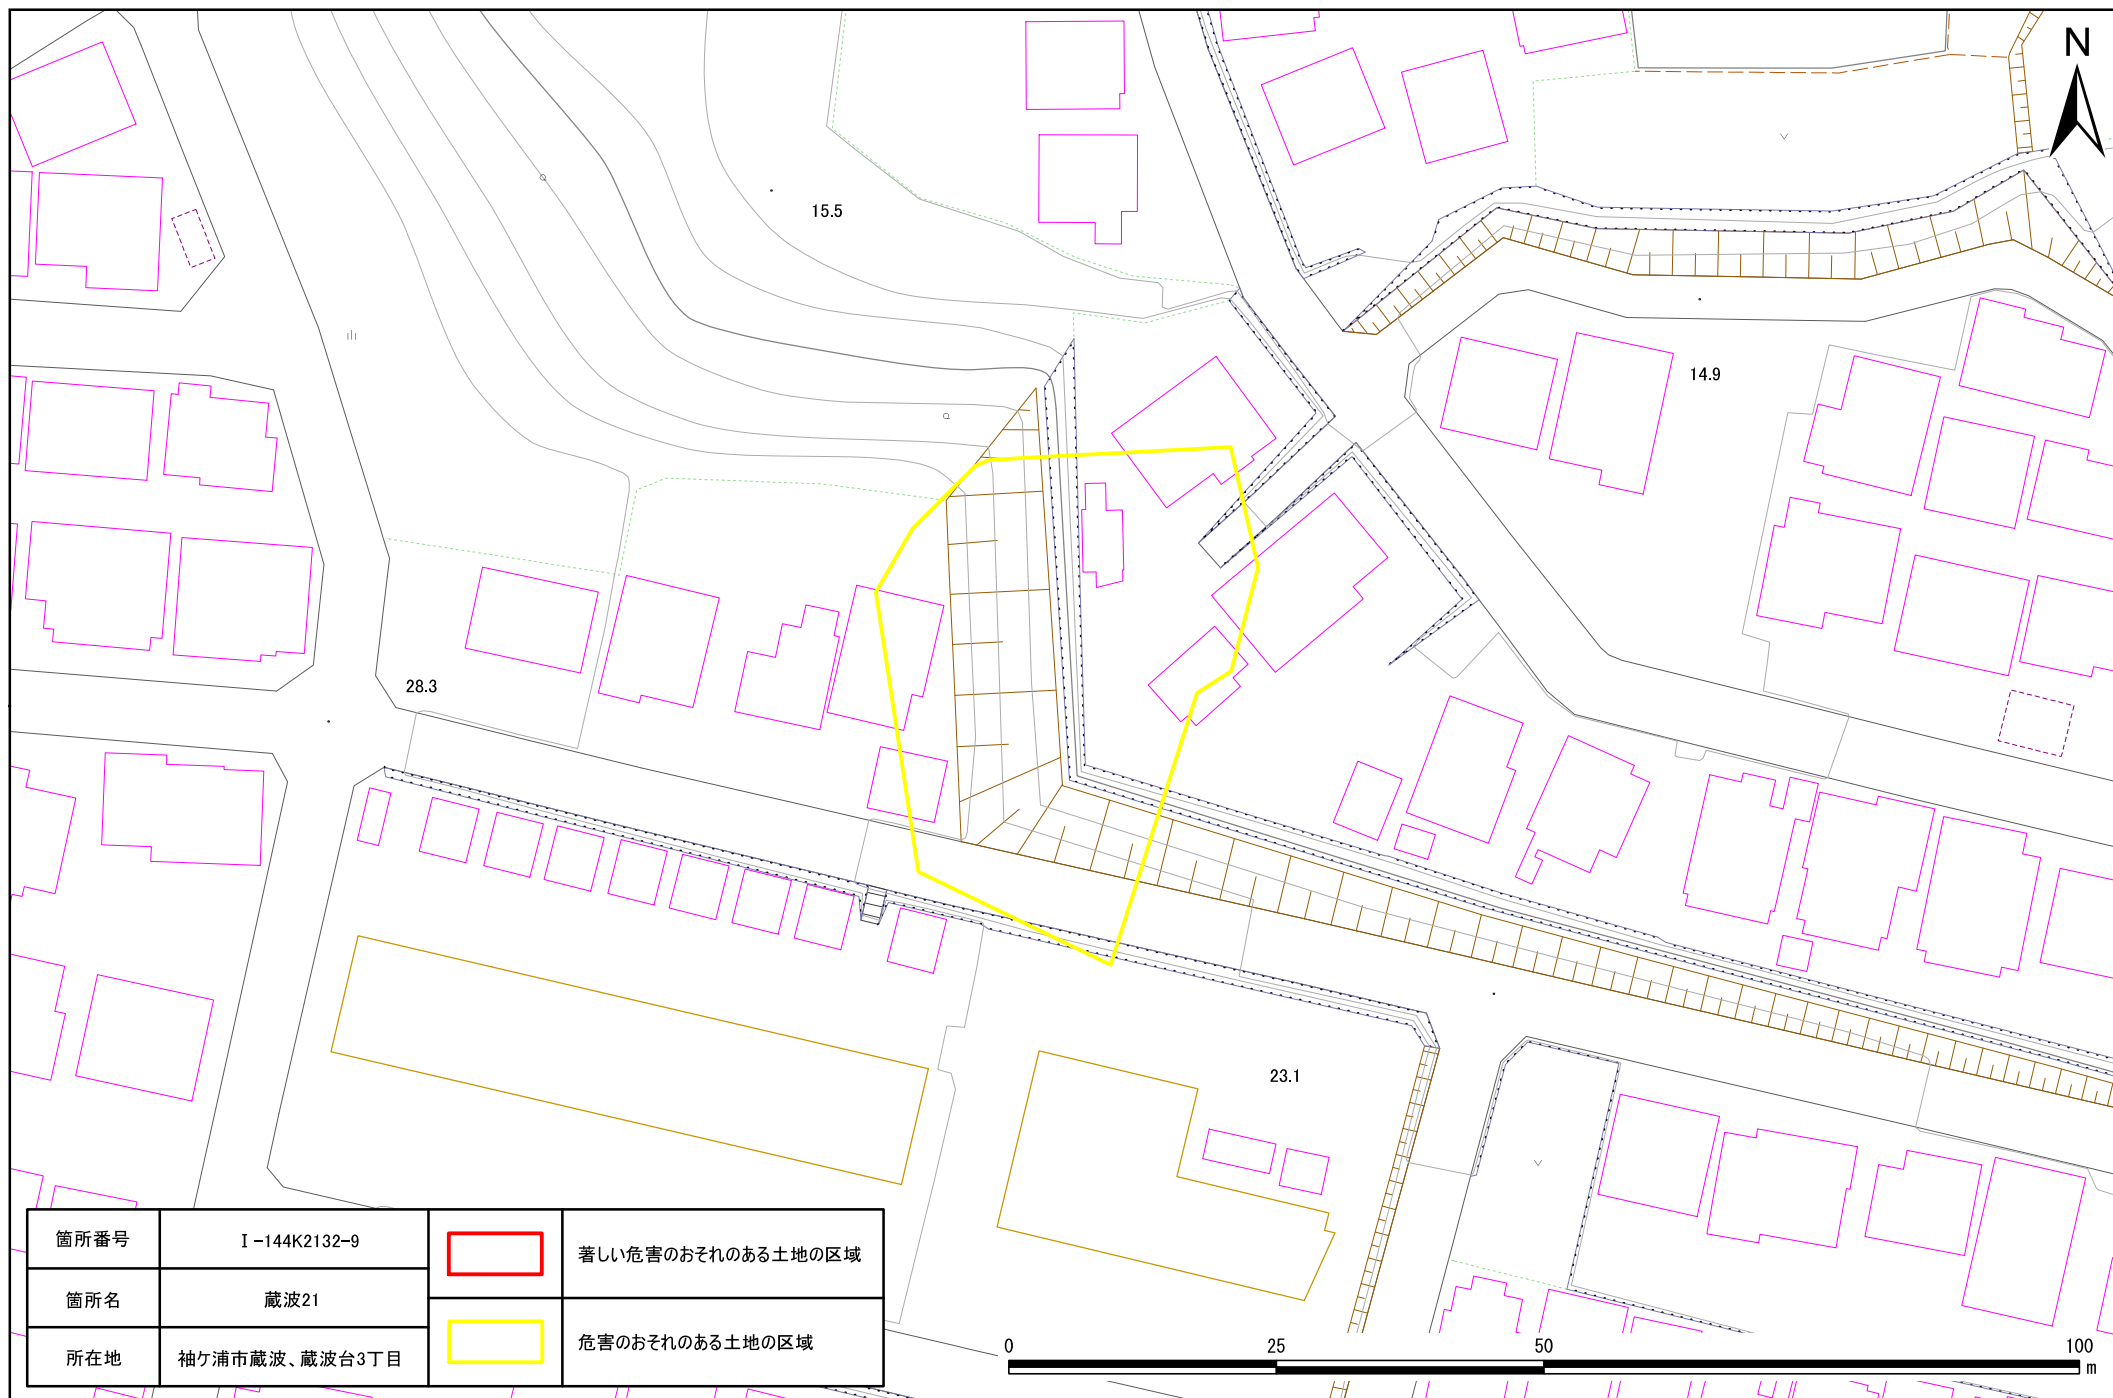 N
15.5
14.9
28.3
23.1
箇所番号 I-144K2132-9
箇所名 蔵波21
所在地 袖ケ浦市蔵波、蔵波台3丁目
著しい危害のおそれのある土地の区域
危害のおそれのある土地の区域
0 25 50 100
m